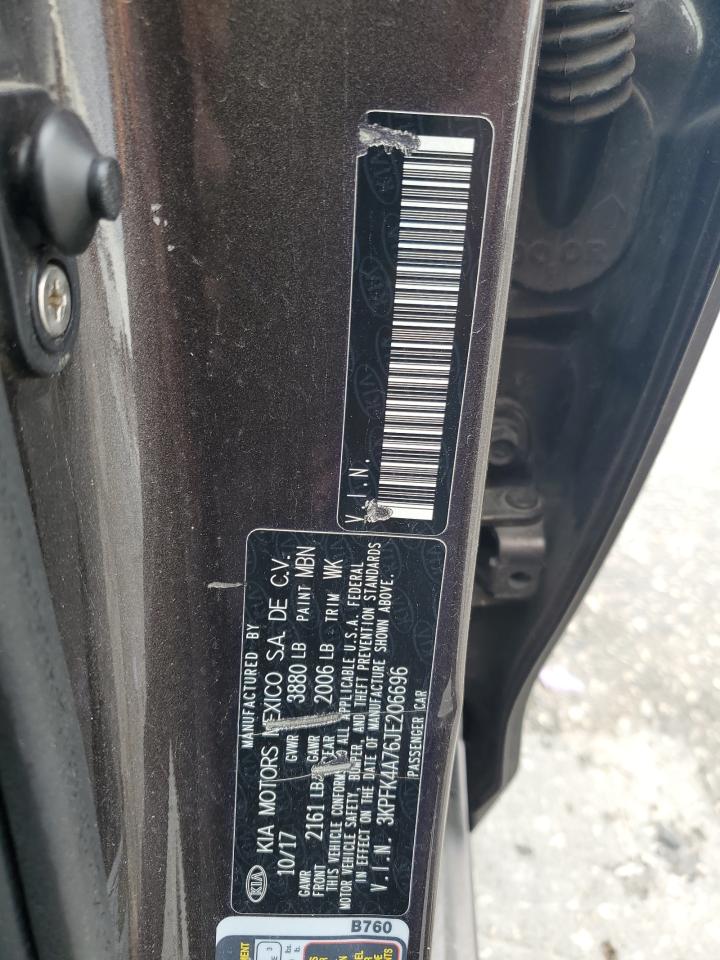 V.I.N.
MANUFACTURED BY
KIA
KIA MOTORS MEXICO S.A. DE C.V.
10/17 GVWR 3880 LB PAINT MBN
GAWR FRONT 2161 LB GAWR REAR 2006 LB TRIM WK
THIS VEHICLE CONFORMS TO ALL APPLICABLE U.S.A. FEDERAL
MOTOR VEHICLE SAFETY, BUMPER, AND THEFT PREVENTION STANDARDS
IN EFFECT ON THE DATE OF MANUFACTURE SHOWN ABOVE.
V.I.N. 3KPFK4A76JE206696
PASSENGER CAR
B760